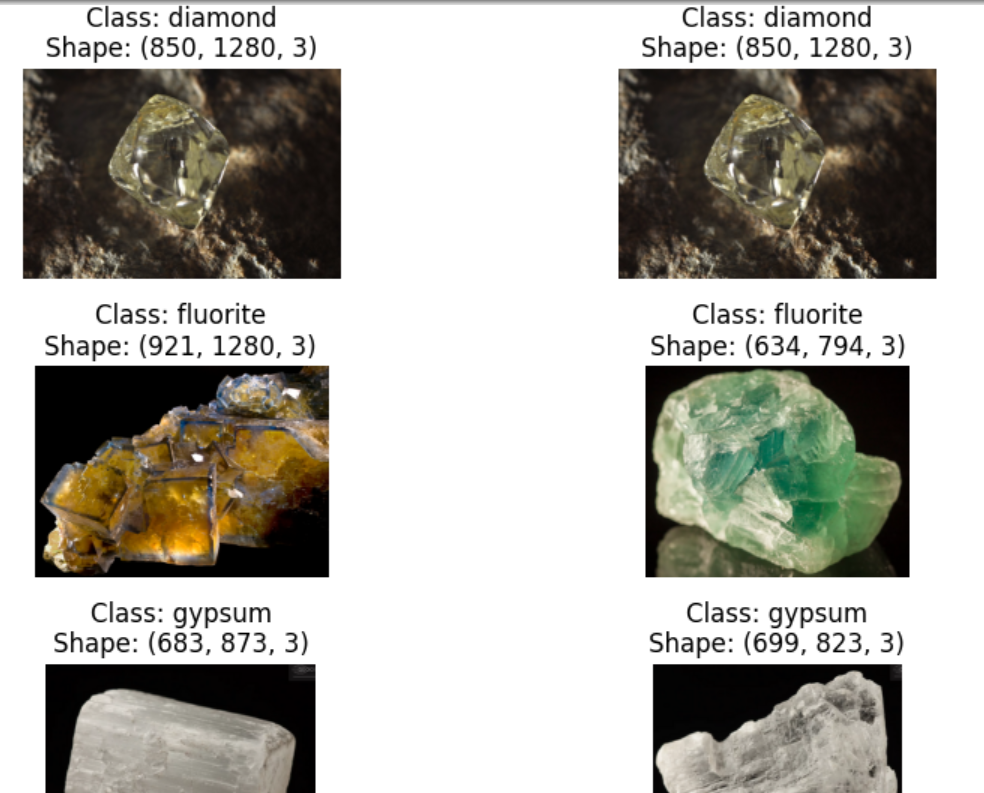 Class: diamond
Shape: (850, 1280, 3)
Class: diamond
Shape: (850, 1280, 3)
Class: fluorite
Shape: (921, 1280, 3)
Class: fluorite
Shape: (634, 794, 3)
Class: gypsum
Shape: (683, 873, 3)
Class: gypsum
Shape: (699, 823, 3)